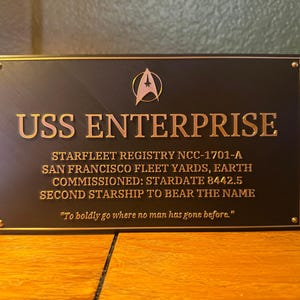 USS ENTERPRISE
STARFLEET REGISTRY NCC-1701-A
SAN FRANCISCO FLEET YARDS, EARTH
COMMISSIONED: STARDATE 8442.5
SECOND STARSHIP TO BEAR THE NAME
"To boldly go where no man has gone before."